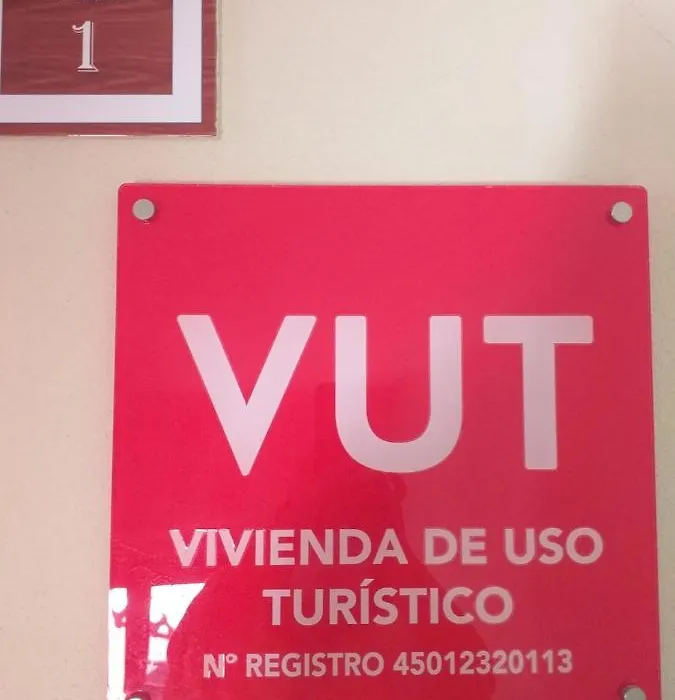 1
VUT
VIVIENDA DE USO
TURÍSTICO
Nº REGISTRO 45012320113